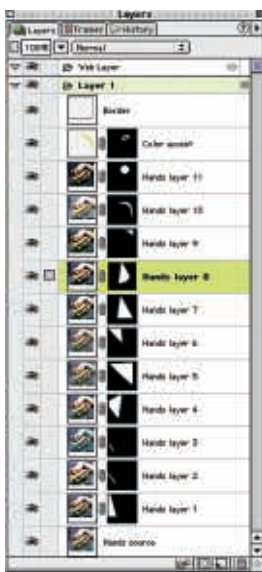 Layers
Layers Frames History
100% Normal
Web Layer
Layer 1
Border
Color accent
Hands layer 11
Hands layer 10
Hands layer 9
Hands layer 8
Hands layer 7
Hands layer 6
Hands layer 5
Hands layer 4
Hands layer 3
Hands layer 2
Hands layer 1
Hands source